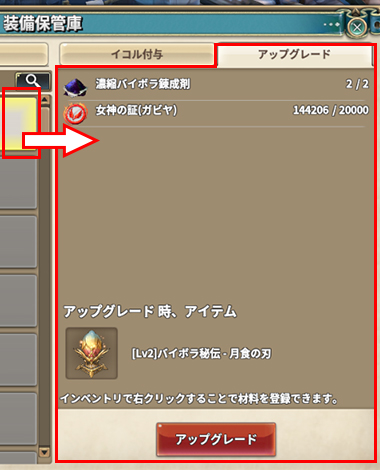 装備保管庫
イコル付与
アップグレード
濃縮バイボラ錬成剤
2 / 2
女神の証(ガビヤ)
144206 / 20000
アップグレード 時、アイテム
[Lv2]バイボラ秘伝 - 月食の刃
インベントリで右クリックすることで材料を登録できます。
アップグレード